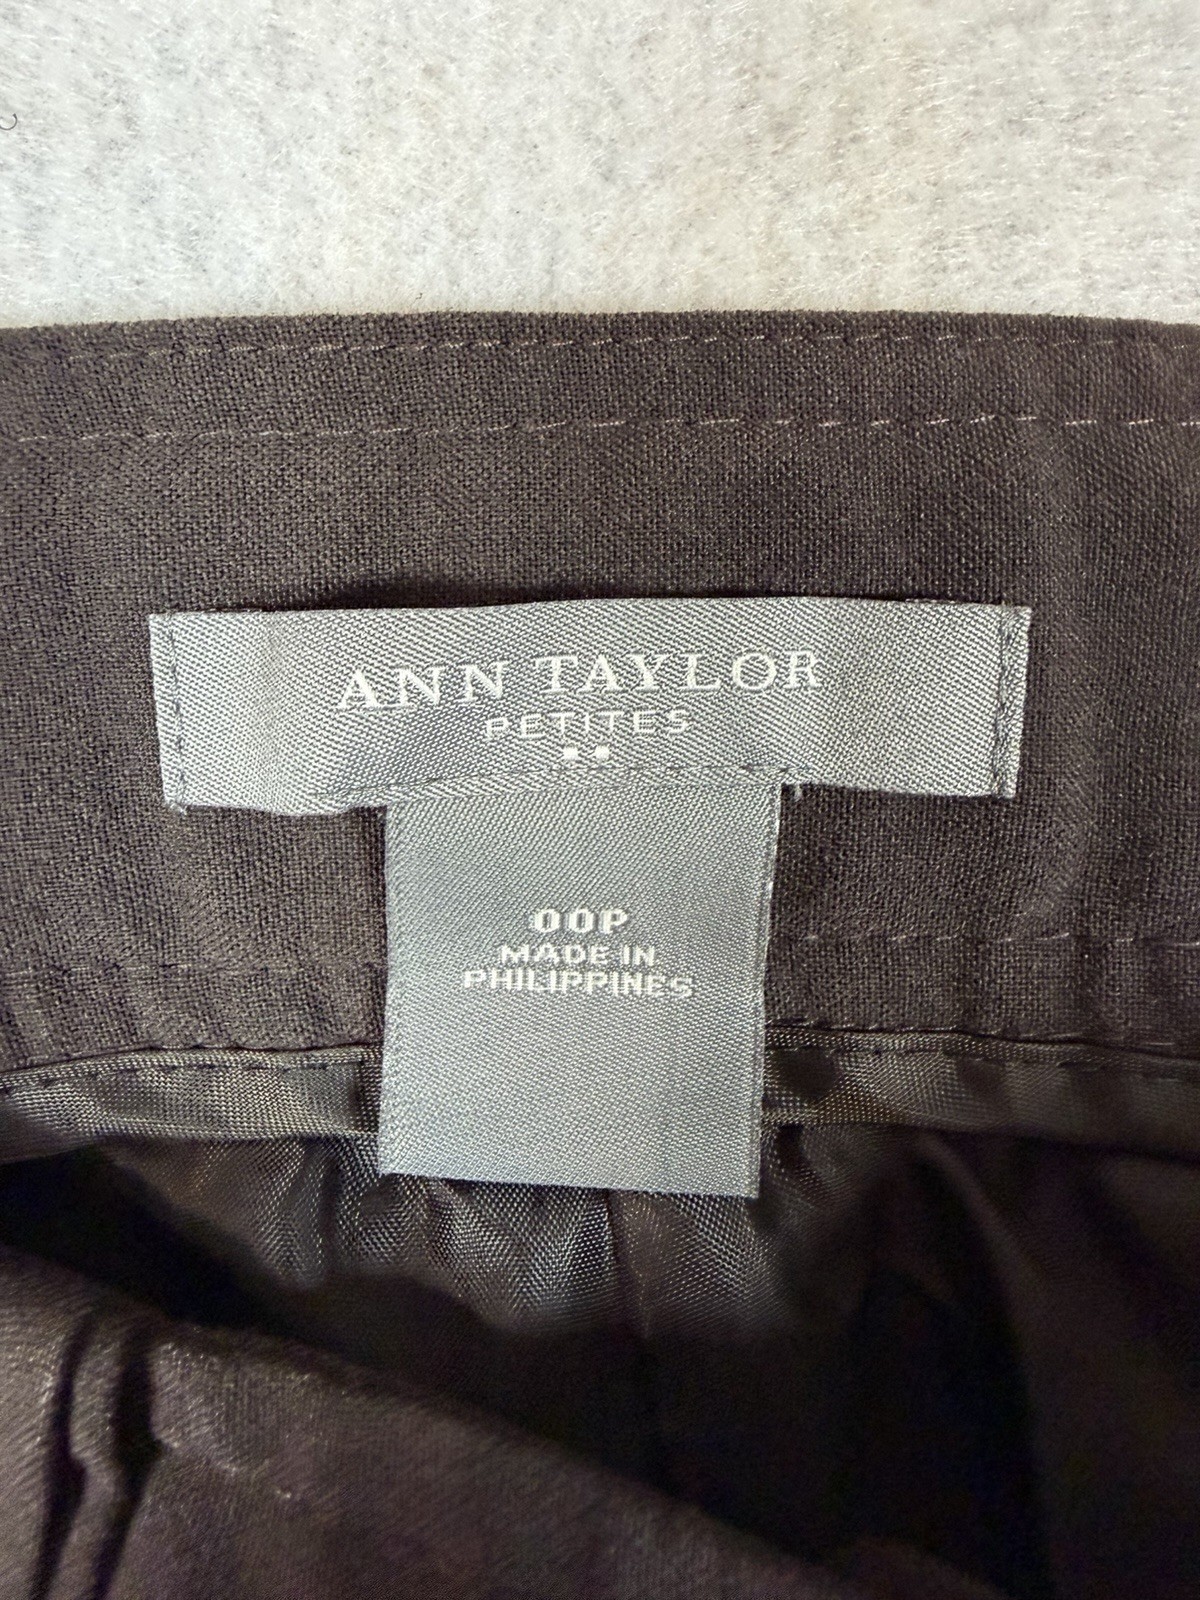 ANN TAYLOR
PETITES
00P
MADE IN
PHILIPPINES